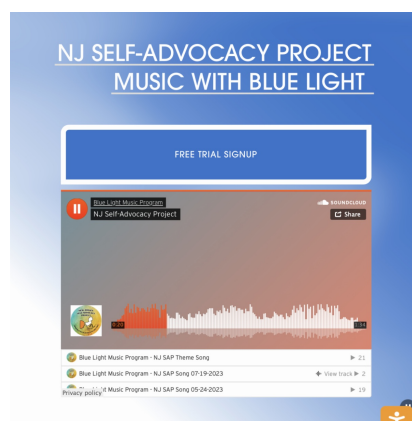 NJ SELF-ADVOCACY PROJECT
MUSIC WITH BLUE LIGHT
FREE TRIAL SIGNUP
Blue Light Music Program
SOUNDCLOUD
NJ Self-Advocacy Project
Share
0:20
Blue Light Music Program - NJ SAP Theme Song 21
Blue Light Music Program - NJ SAP Song 07-19-2023 View track 2
Light Music Program - NJ SAP Song 05-24-2023 19
Privacy policy